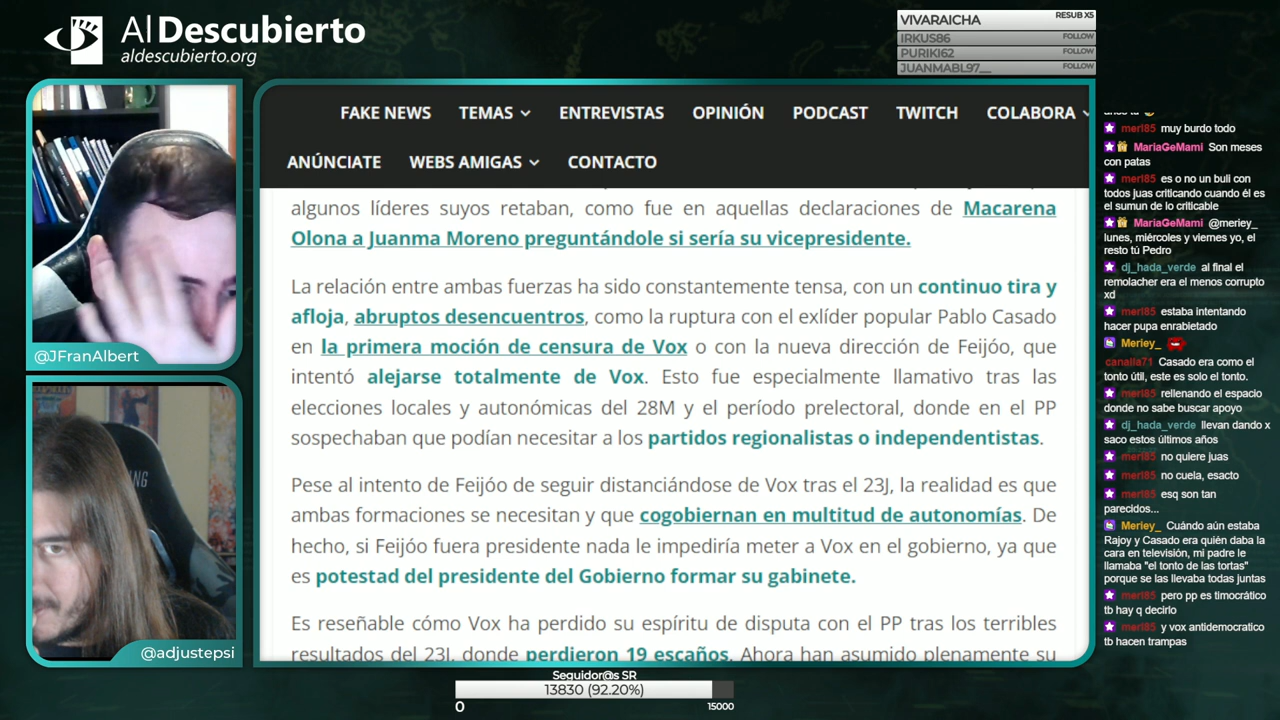 Al Descubierto
aldescubierto.org
VIVARAICHA RESUB X5
IRKUS86 FOLLOW
PURIKI62 FOLLOW
JUANMABL97__ FOLLOW
@JFranAlbert
@adjustepsi
FAKE NEWS TEMAS ENTREVISTAS OPINIÓN PODCAST TWITCH COLABORA
ANÚNCIATE WEBS AMIGAS CONTACTO
algunos líderes suyos retaban, como fue en aquellas declaraciones de Macarena
Olona a Juanma Moreno preguntándole si sería su vicepresidente.
La relación entre ambas fuerzas ha sido constantemente tensa, con un continuo tira y
afloja, abruptos desencuentros, como la ruptura con el exlíder popular Pablo Casado
en la primera moción de censura de Vox o con la nueva dirección de Feijóo, que
intentó alejarse totalmente de Vox. Esto fue especialmente llamativo tras las
elecciones locales y autonómicas del 28M y el período prelectoral, donde en el PP
sospechaban que podían necesitar a los partidos regionalistas o independentistas.
Pese al intento de Feijóo de seguir distanciándose de Vox tras el 23J, la realidad es que
ambas formaciones se necesitan y que cogobiernan en multitud de autonomías. De
hecho, si Feijóo fuera presidente nada le impediría meter a Vox en el gobierno, ya que
es potestad del presidente del Gobierno formar su gabinete.
Es reseñable cómo Vox ha perdido su espíritu de disputa con el PP tras los terribles
resultados del 23J, donde perdieron 19 escaños. Ahora han asumido plenamente su
merl85 muy burdo todo
MariaGeMami Son meses
con patas
merl85 es o no un buli con
todos juas criticando cuando él es
el sumun de lo criticable
MariaGeMami @meriey_
lunes, miércoles y viernes yo, el
resto tú Pedro
dj_hada_verde al final el
remolacher era el menos corrupto
xd
merl85 estaba intentando
hacer pupa enrabietado
Meriey_
canalla71 Casado era como el
tonto útil, este es solo el tonto.
merl85 rellenando el espacio
donde no sabe buscar apoyo
dj_hada_verde llevan dando x
saco estos últimos años
merl85 no quiere juas
merl85 no cuela, esacto
merl85 esq son tan
parecidos...
Meriey_ Cuándo aún estaba
Rajoy y Casado era quién daba la
cara en televisión, mi padre le
llamaba "el tonto de las tortas"
porque se las llevaba todas juntas
merl85 pero pp es timocrático
tb hay q decirlo
merl85 y vox antidemocratico
tb hacen trampas
Seguidor@s SR
13830 (92.20%)
0 15000